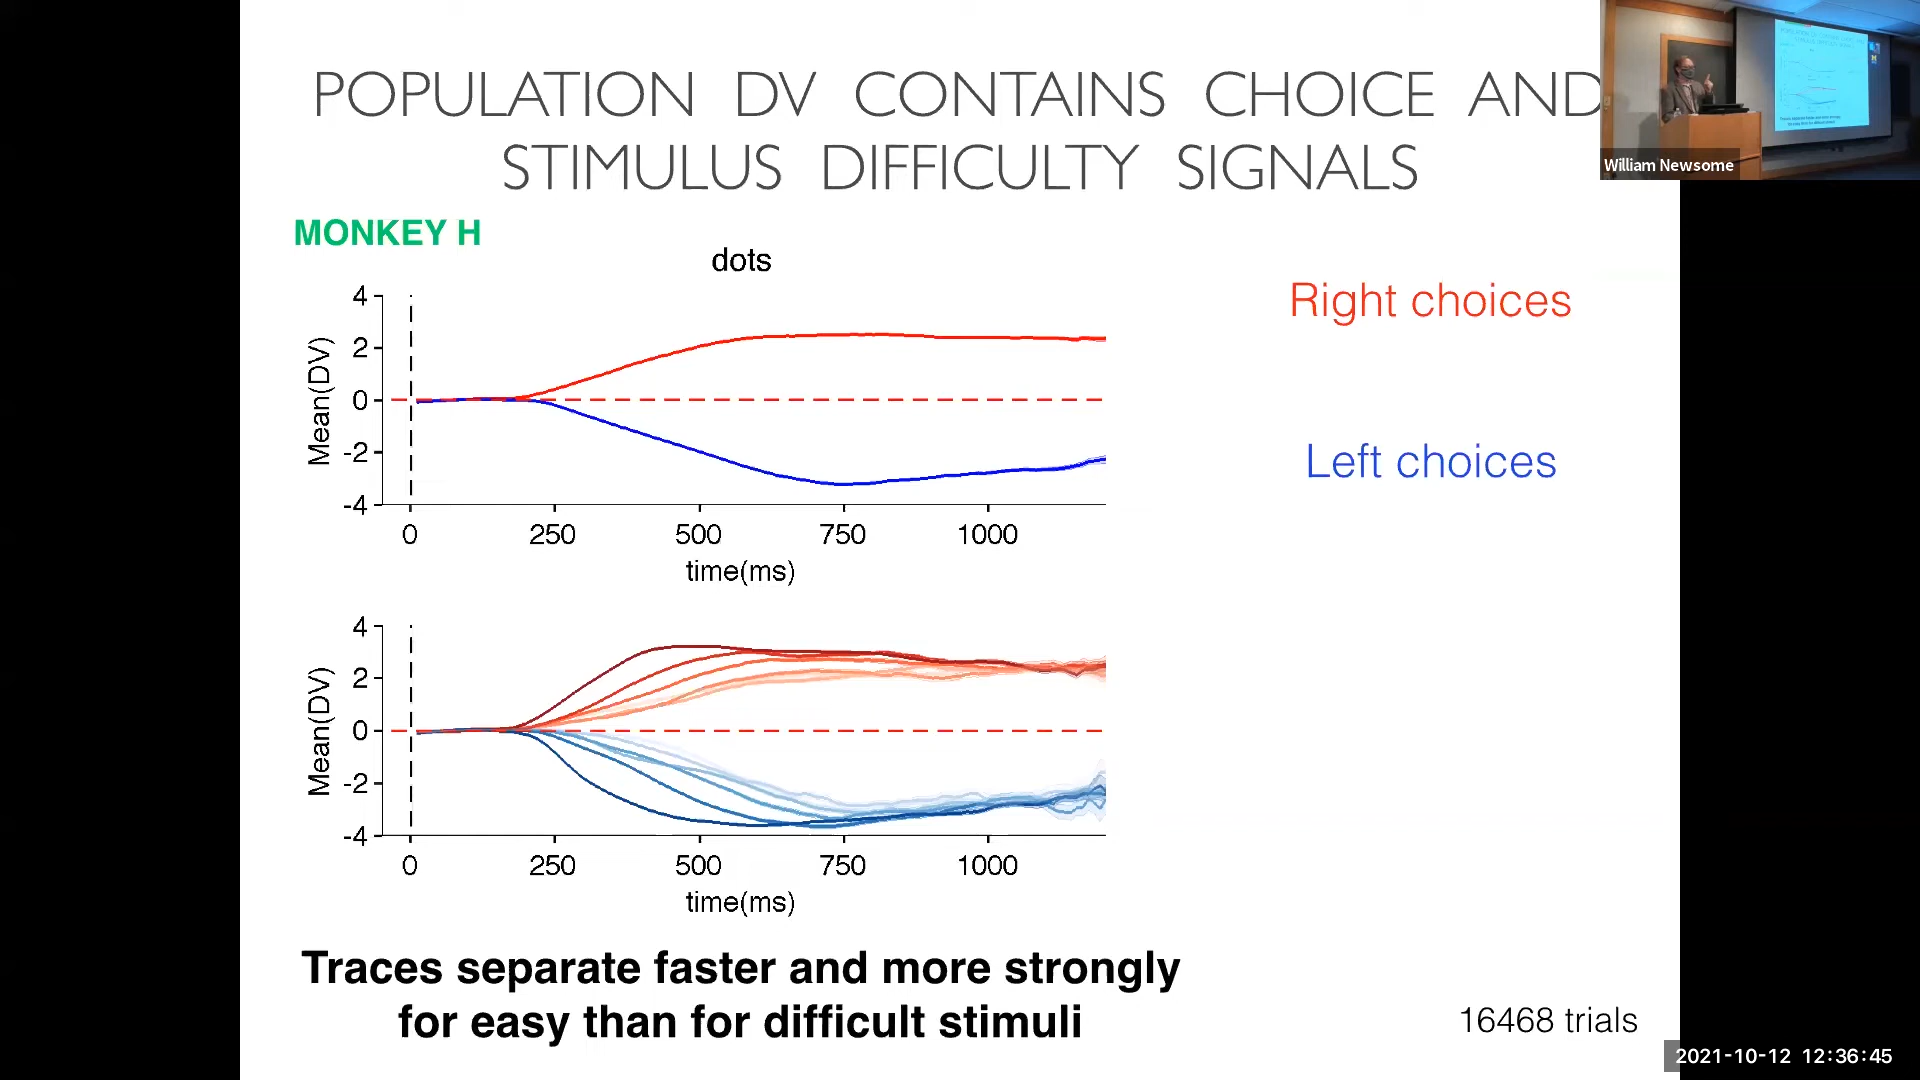 POPULATION DV CONTAINS CHOICE AND
STIMULUS DIFFICULTY SIGNALS
William Newsome
MONKEY H
dots
Right choices
Left choices
4
2
0
-2
-4
Mean(DV)
0 250 500 750 1000
time(ms)
4
2
0
-2
-4
Mean(DV)
0 250 500 750 1000
time(ms)
Traces separate faster and more strongly
for easy than for difficult stimuli
16468 trials
2021-10-12 12:36:45